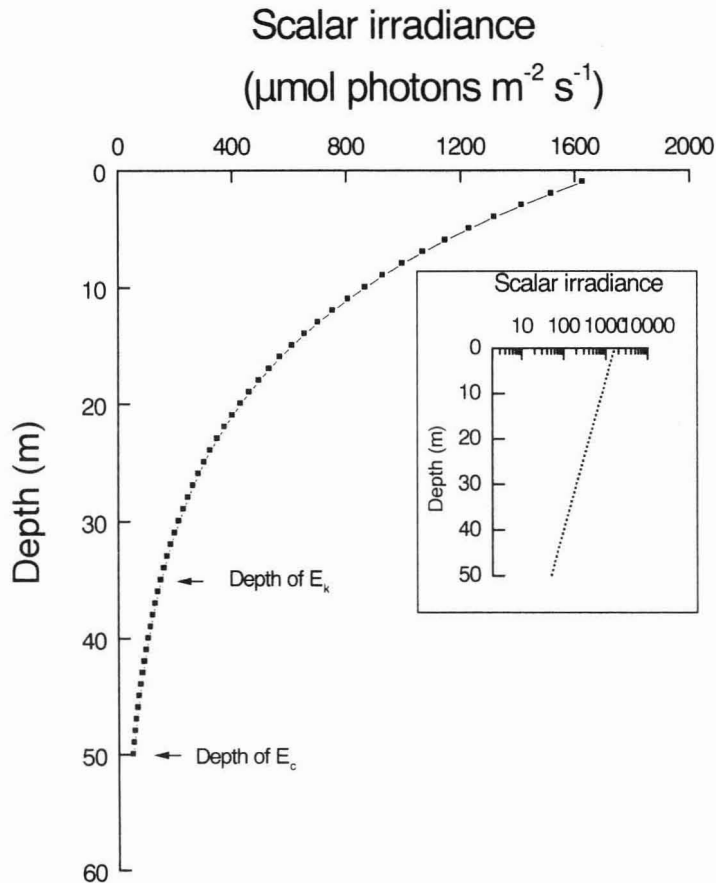 Scalar irradiance
(µmol photons m⁻² s⁻¹)
0 400 800 1200 1600 2000
0
10
20
30
40
50
60
Depth (m)
Depth of Eₖ
Depth of E꜀
Scalar irradiance
10 100 1000 10000
0
10
20
30
40
50
Depth (m)